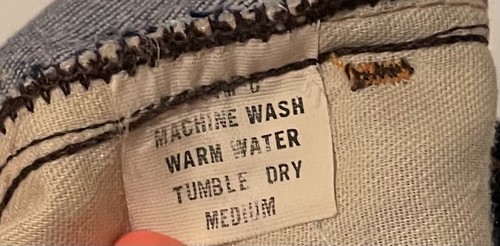 MACHINE WASH
WARM WATER
TUMBLE DRY
MEDIUM